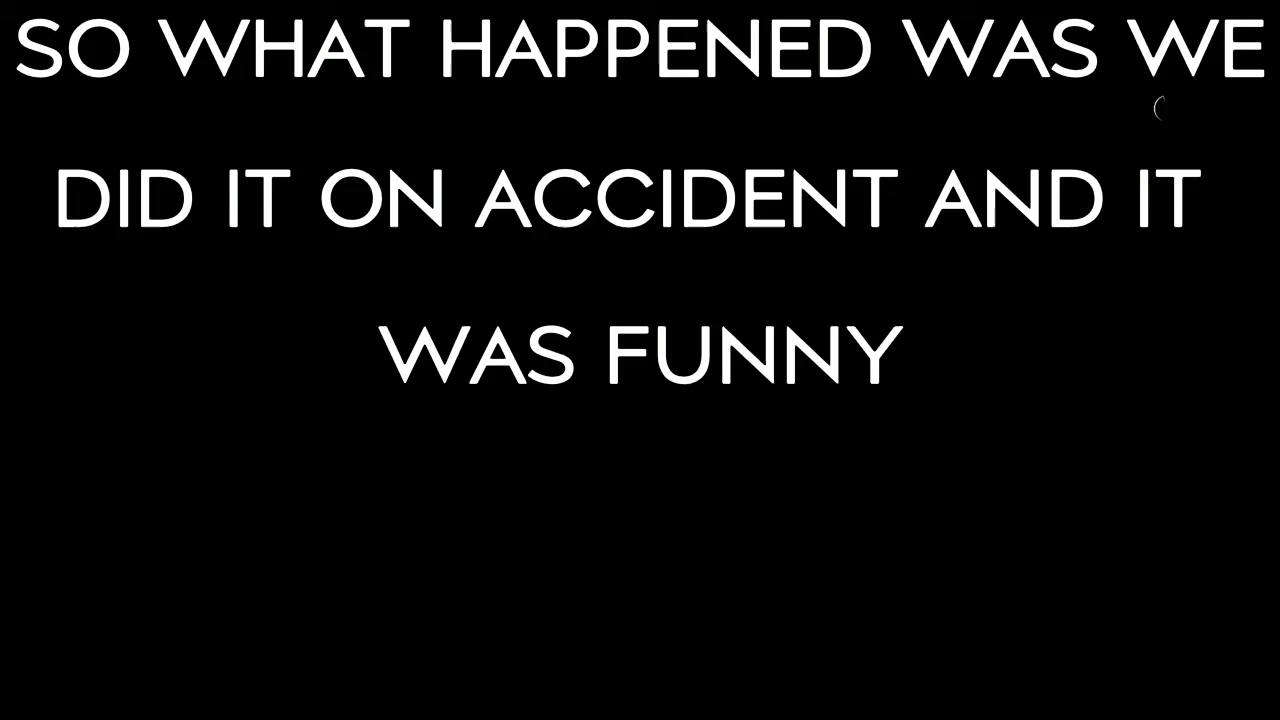 SO WHAT HAPPENED WAS WE
DID IT ON ACCIDENT AND IT
WAS FUNNY